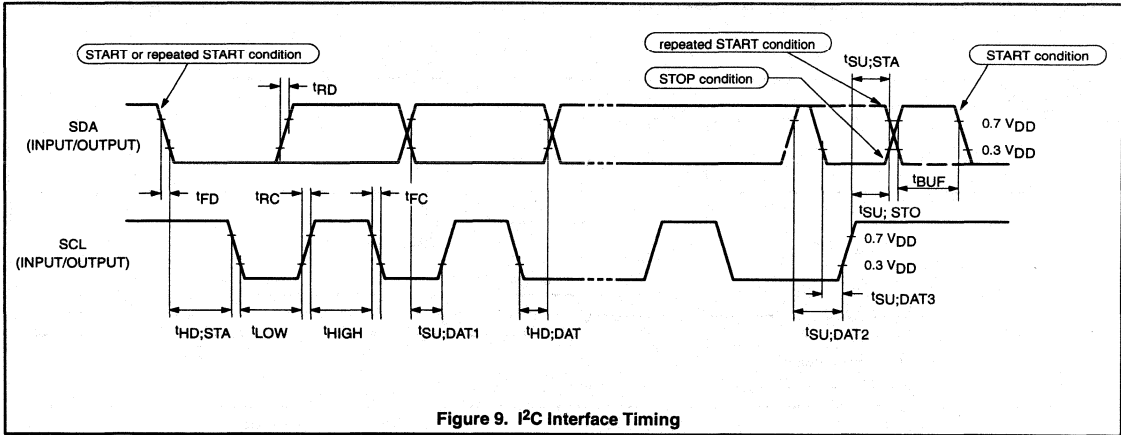 START or repeated START condition
repeated START condition
STOP condition
tSU;STA
START condition
tRD
SDA
(INPUT/OUTPUT)
0.7 VDD
0.3 VDD
tFD
tRC
tFC
tBUF
tSU; STO
SCL
(INPUT/OUTPUT)
0.7 VDD
0.3 VDD
tHD;STA
tLOW
tHIGH
tSU;DAT1
tHD;DAT
tSU;DAT3
tSU;DAT2
Figure 9. I²C Interface Timing